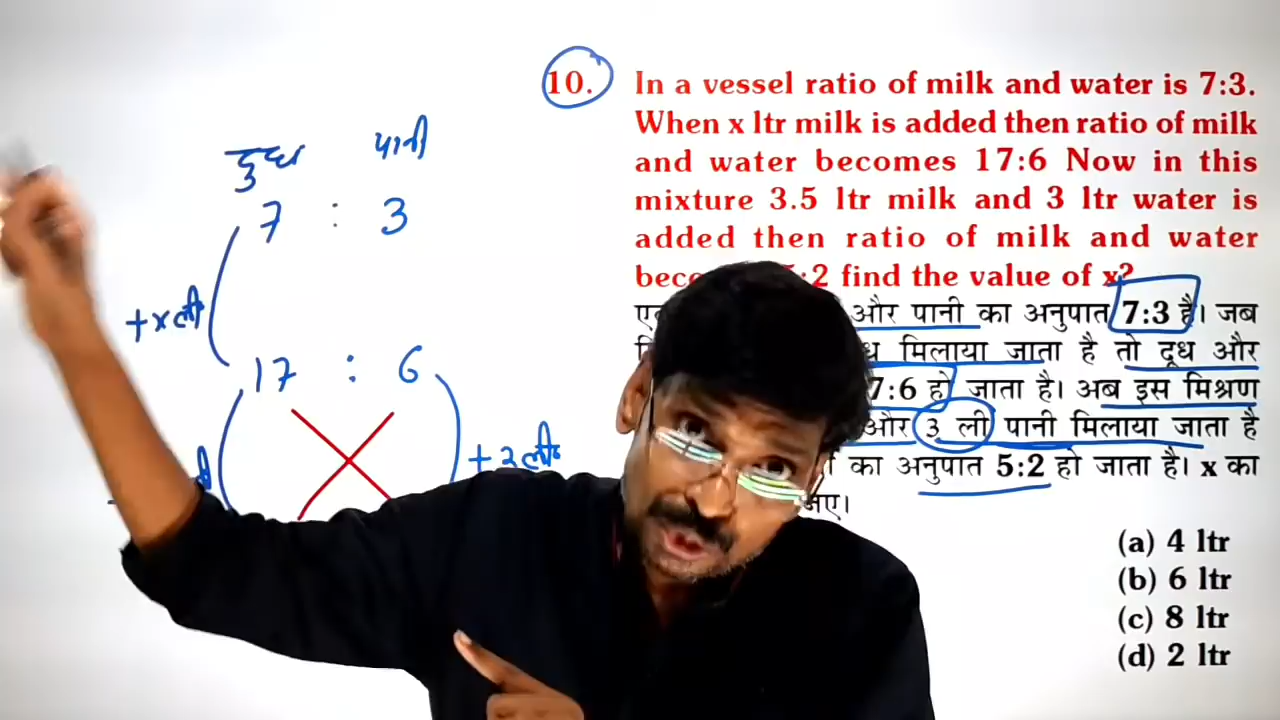 10. In a vessel ratio of milk and water is 7:3.
When x ltr milk is added then ratio of milk
and water becomes 17:6 Now in this
mixture 3.5 ltr milk and 3 ltr water is
added then ratio of milk and water
:2 find the value of x?
और पानी का अनुपात 7:3 है। जब
मिलाया जाता है तो दूध और
7:6 हो जाता है। अब इस मिश्रण
और 3 ली पानी मिलाया जाता है
का अनुपात 5:2 हो जाता है। x का
(a) 4 ltr
(b) 6 ltr
(c) 8 ltr
(d) 2 ltr
दूध पानी
7 : 3
+x ली
17 : 6